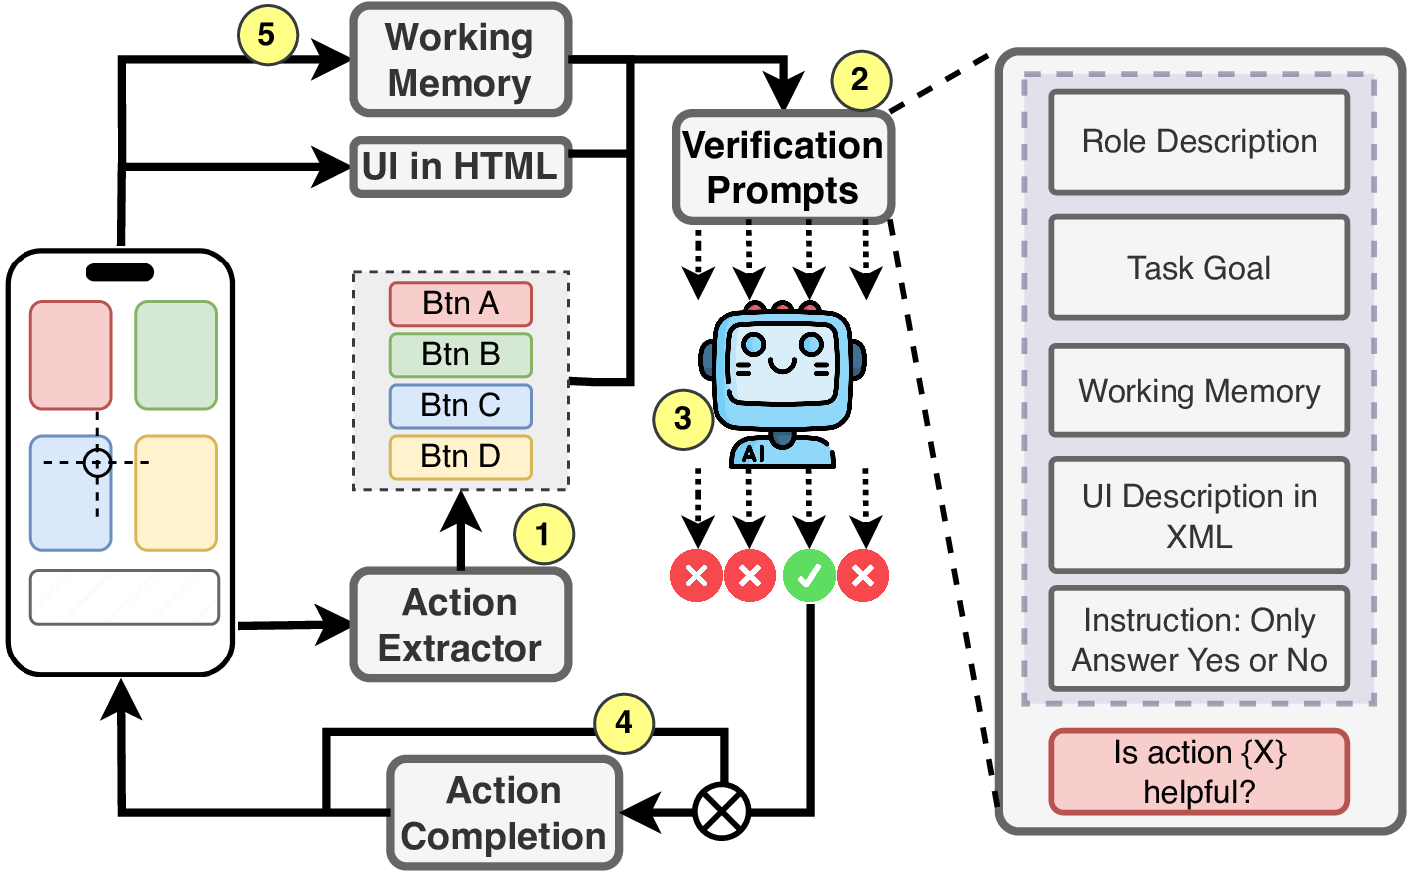 5
Working
Memory
UI in HTML
2
Verification
Prompts
Btn A
Btn B
Btn C
Btn D
1
Action
Extractor
3
AI
4
Action
Completion
Role Description
Task Goal
Working Memory
UI Description in
XML
Instruction: Only
Answer Yes or No
Is action {X}
helpful?